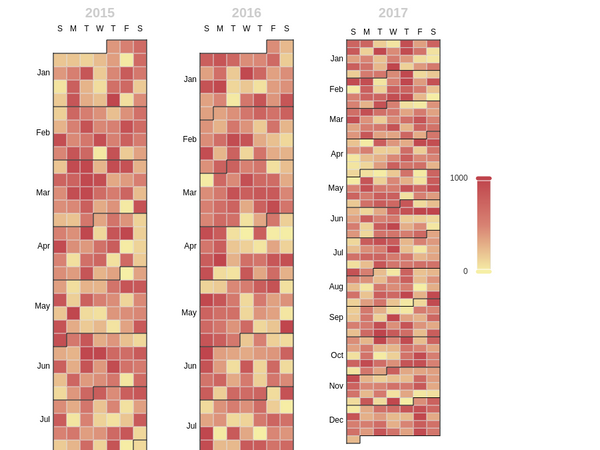 2015
S M T W T F S
Jan
Feb
Mar
Apr
May
Jun
Jul
2016
S M T W T F S
Jan
Feb
Mar
Apr
May
Jun
Jul
2017
S M T W T F S
Jan
Feb
Mar
Apr
May
Jun
Jul
Aug
Sep
Oct
Nov
Dec
1000
0